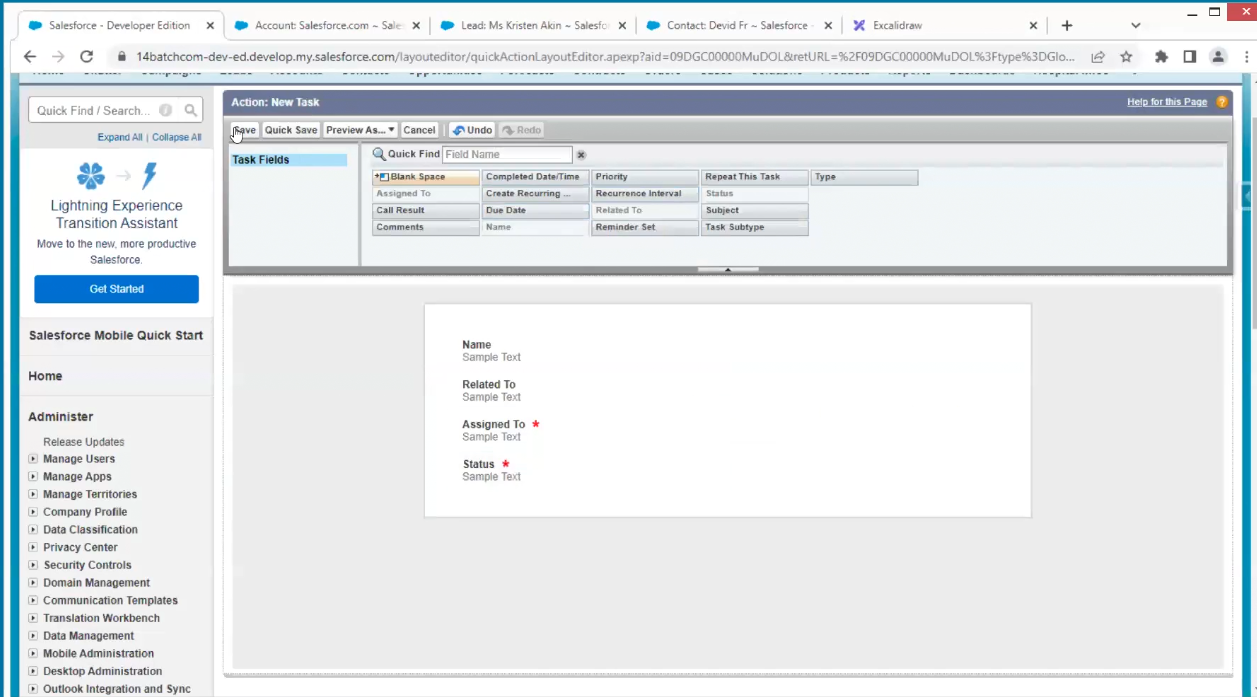 Salesforce - Developer Edition
Account: Salesforce.com ~ Sales
Lead: Ms Kristen Akin ~ Salesfor
Contact: Devid Fr ~ Salesforce -
Excalidraw
14batchcom-dev-ed.develop.my.salesforce.com/layouteditor/quickActionLayoutEditor.apexp?aid=09DGC00000MuDOL&retURL=%2F09DGC00000MuDOL%3Ftype%3DGlo...
Quick Find / Search...
Expand All | Collapse All
Lightning Experience
Transition Assistant
Move to the new, more productive
Salesforce.
Get Started
Salesforce Mobile Quick Start
Home
Administer
Release Updates
Manage Users
Manage Apps
Manage Territories
Company Profile
Data Classification
Privacy Center
Security Controls
Domain Management
Communication Templates
Translation Workbench
Data Management
Mobile Administration
Desktop Administration
Outlook Integration and Sync
Action: New Task
Help for this Page
Save Quick Save Preview As... Cancel Undo Redo
Task Fields
Quick Find Field Name
Blank Space Completed Date/Time Priority Repeat This Task Type
Assigned To Create Recurring ... Recurrence Interval Status
Call Result Due Date Related To Subject
Comments Name Reminder Set Task Subtype
Name
Sample Text
Related To
Sample Text
Assigned To *
Sample Text
Status *
Sample Text